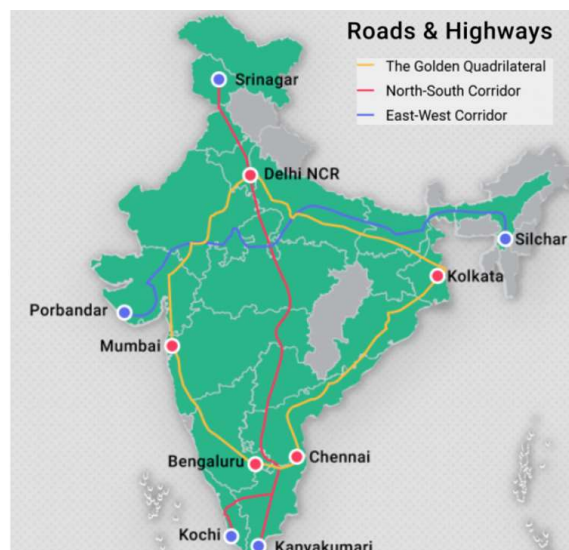 Roads & Highways
The Golden Quadrilateral
North-South Corridor
East-West Corridor
Srinagar
Delhi NCR
Silchar
Kolkata
Porbandar
Mumbai
Bengaluru
Chennai
Kochi
Kanyakumari